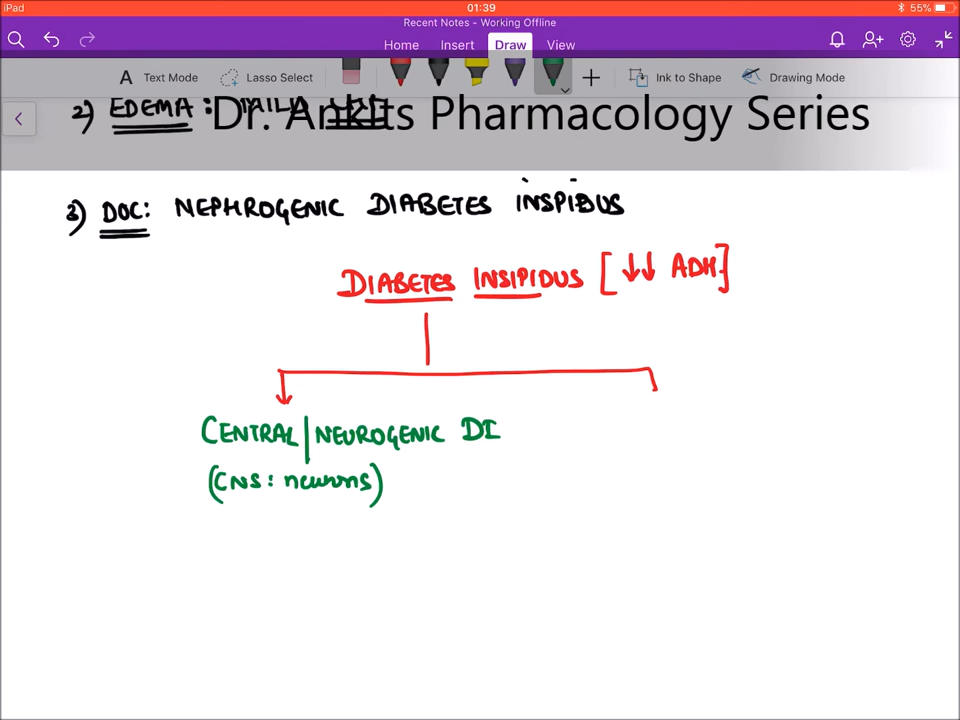 iPad 01:39 55%
Recent Notes - Working Offline
Home Insert Draw View
A Text Mode Lasso Select Ink to Shape Drawing Mode
2) EDEMA :
Dr. Ankits Pharmacology Series
3) DOC: NEPHROGENIC DIABETES INSPIDUS
DIABETES INSIPIDUS [ ↓↓ ADH ]
CENTRAL | NEUROGENIC DI
(CNS : neurons)